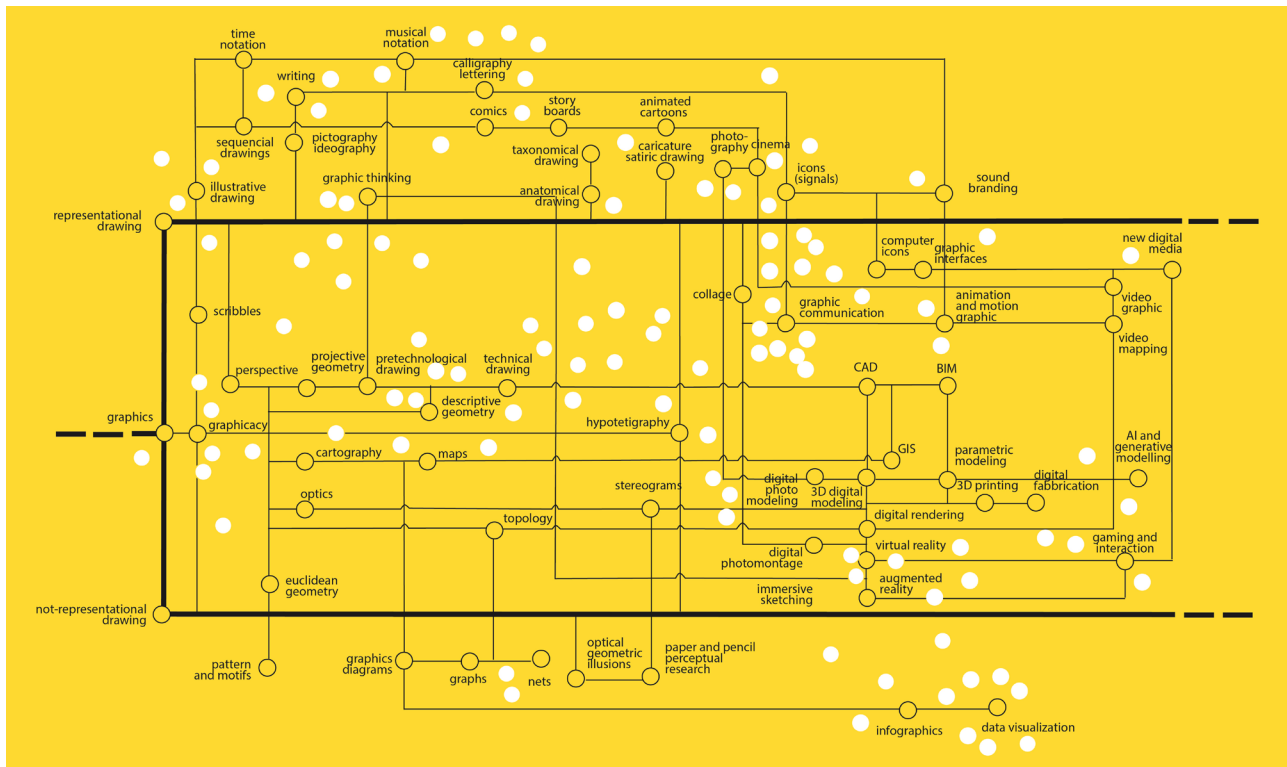 time
notation
musical
notation
calligraphy
lettering
writing
comics
story
boards
animated
cartoons
sequencial
drawings
pictography
ideography
taxonomical
drawing
caricature
satiric drawing
photo-
graphy
cinema
icons
(signals)
sound
branding
illustrative
drawing
graphic thinking
anatomical
drawing
representational
drawing
computer
icons
graphic
interfaces
new digital
media
collage
scribbles
graphic
communication
animation and
motion
graphic
video
graphic
video
mapping
perspective
projective
geometry
pretechnological
drawing
technical
drawing
CAD
BIM
descriptive
geometry
graphics
graphicacy
hypotetigraphy
cartography
maps
GIS
parametric
modeling
AI and
generative
modelling
digital
photo
modeling
3D digital
modeling
3D printing
digital
fabbrication
optics
stereograms
digital rendering
topology
digital
photomontage
virtual reality
gaming and
interaction
euclidean
geometry
immersive
sketching
augmented
reality
not-representational
drawing
pattern
and motifs
graphics
diagrams
graphs
nets
optical
geometric
illusions
paper and pencil
perceptual
research
infographics
data visualization